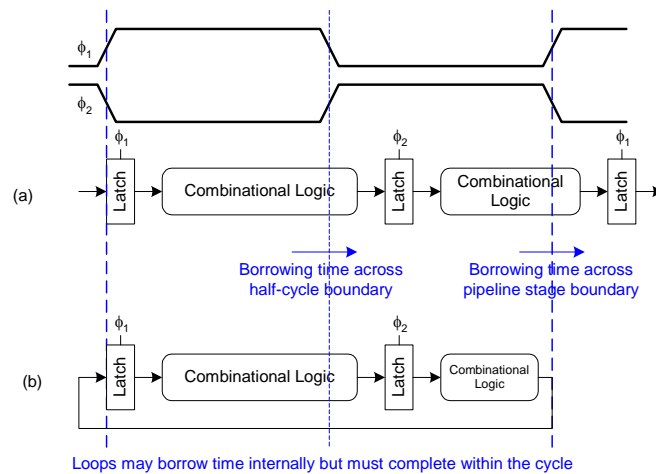 ϕ1
ϕ2
ϕ1
ϕ2
ϕ1
(a)
Latch
Combinational Logic
Latch
Combinational
Logic
Latch
Borrowing time across
half-cycle boundary
Borrowing time across
pipeline stage boundary
ϕ1
ϕ2
(b)
Latch
Combinational Logic
Latch
Combinational
Logic
Loops may borrow time internally but must complete within the cycle